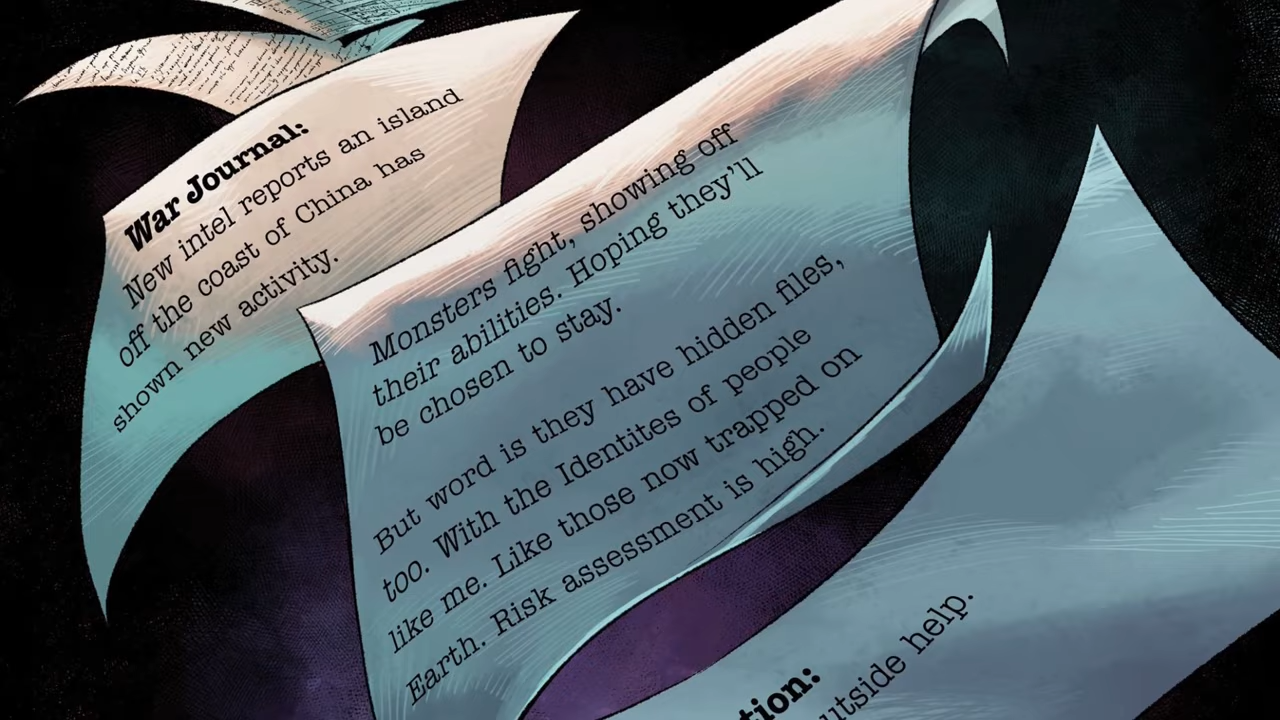 War Journal:
New intel reports an island
off the coast of China has
shown new activity.
Monsters fight, showing off
their abilities. Hoping they'll
be chosen to stay.
But word is they have hidden files,
too. With the Identites of people
like me. Like those now trapped on
Earth. Risk assessment is high.
help.